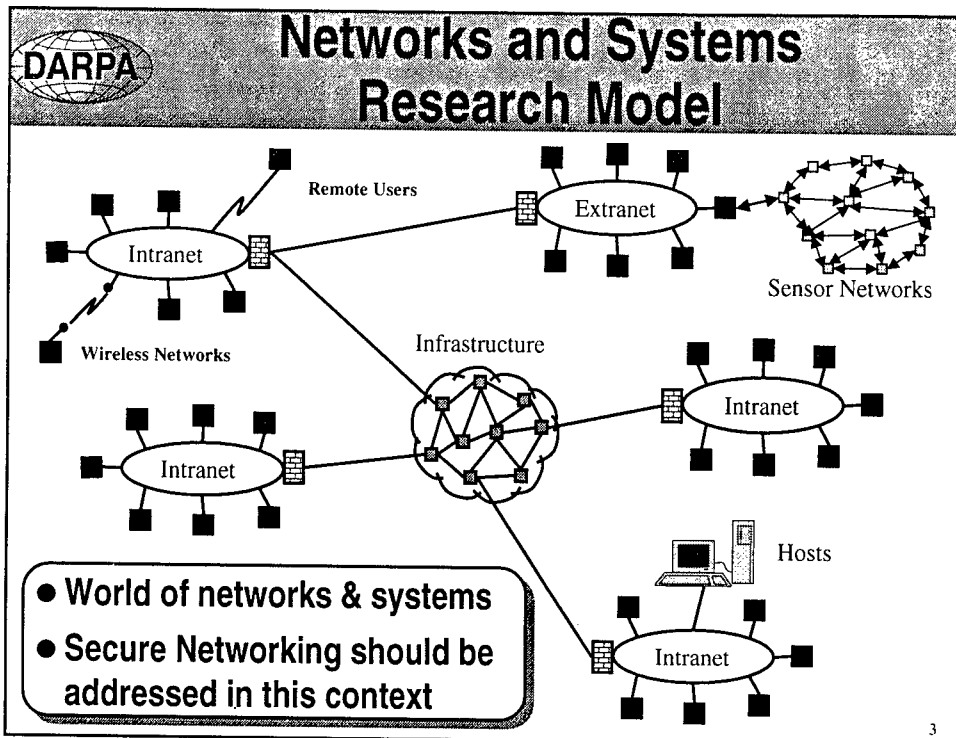 DARPA
Networks and Systems
Research Model
Remote Users
Intranet
Extranet
Sensor Networks
Wireless Networks
Infrastructure
Intranet
Intranet
Hosts
Intranet
● World of networks & systems
● Secure Networking should be
addressed in this context
3